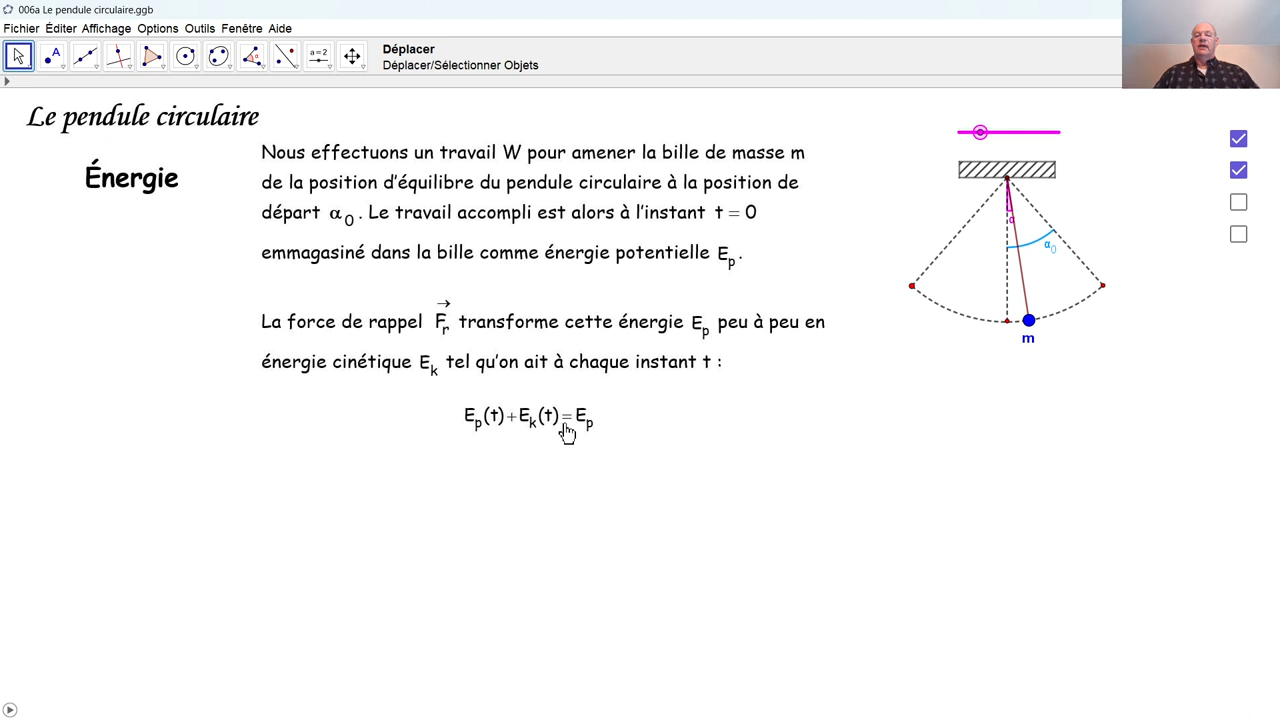 006a Le pendule circulaire.ggb
Fichier Éditer Affichage Options Outils Fenêtre Aide
A
α
a=2
Déplacer
Déplacer/Sélectionner Objets
Le pendule circulaire
Énergie
Nous effectuons un travail W pour amener la bille de masse m
de la position d'équilibre du pendule circulaire à la position de
départ α₀. Le travail accompli est alors à l'instant t = 0
emmagasiné dans la bille comme énergie potentielle Eₚ.
La force de rappel F⃗ᵣ transforme cette énergie Eₚ peu à peu en
énergie cinétique Eₖ tel qu'on ait à chaque instant t :
Eₚ(t) + Eₖ(t) = Eₚ
α
α₀
m